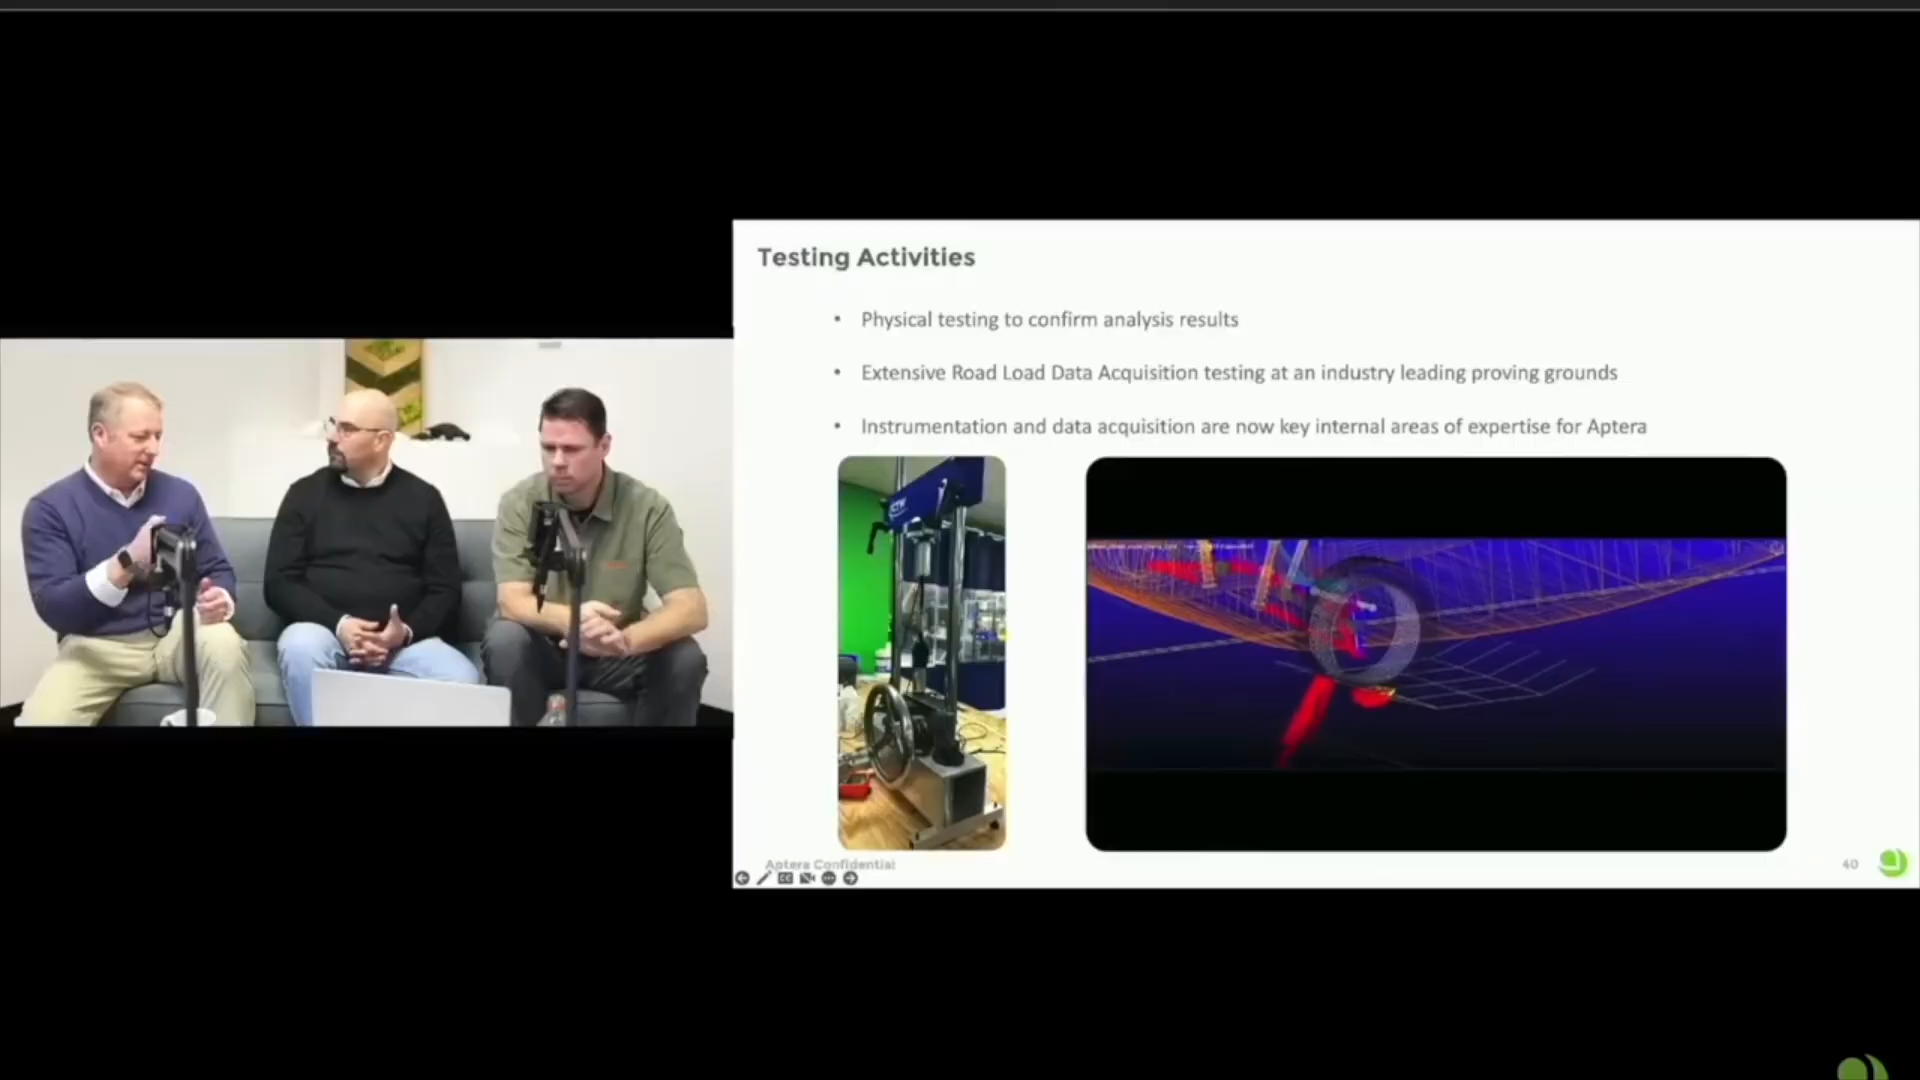 Testing Activities
• Physical testing to confirm analysis results
• Extensive Road Load Data Acquisition testing at an industry leading proving grounds
• Instrumentation and data acquisition are now key internal areas of expertise for Aptera
Aptera Confidential
40